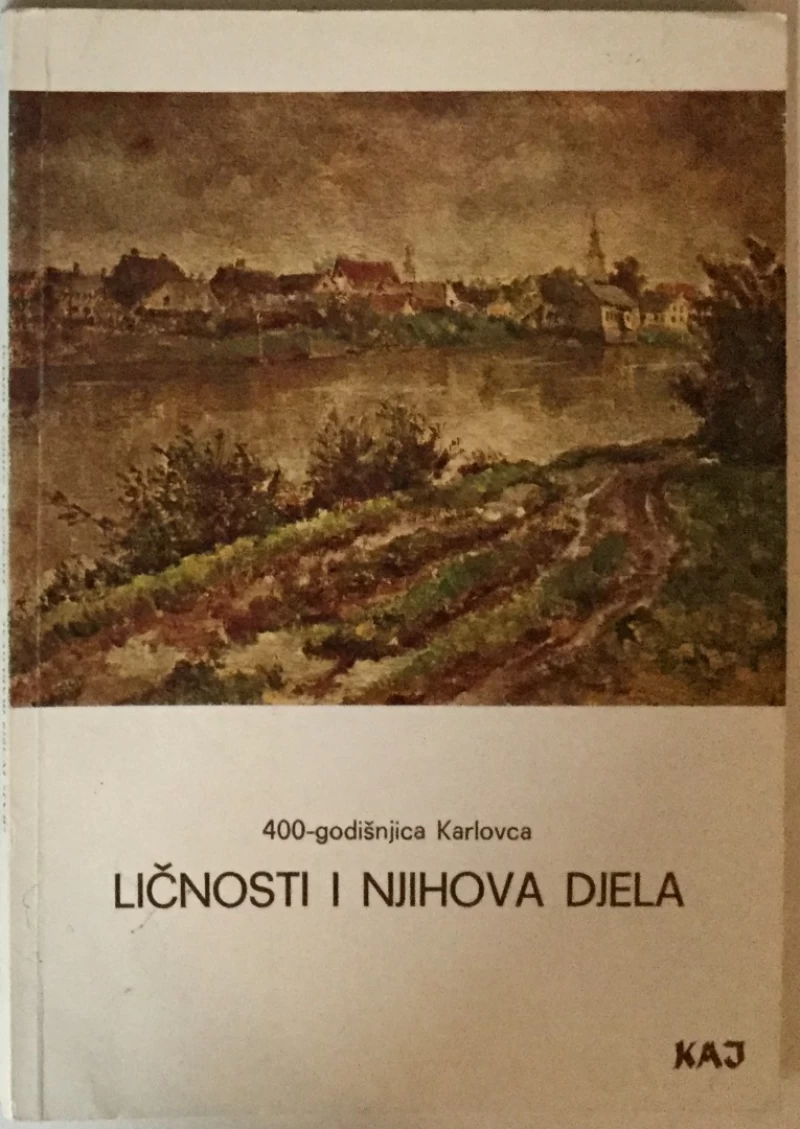 400-godišnjica Karlovca
LIČNOSTI I NJIHOVA DJELA
KAJ